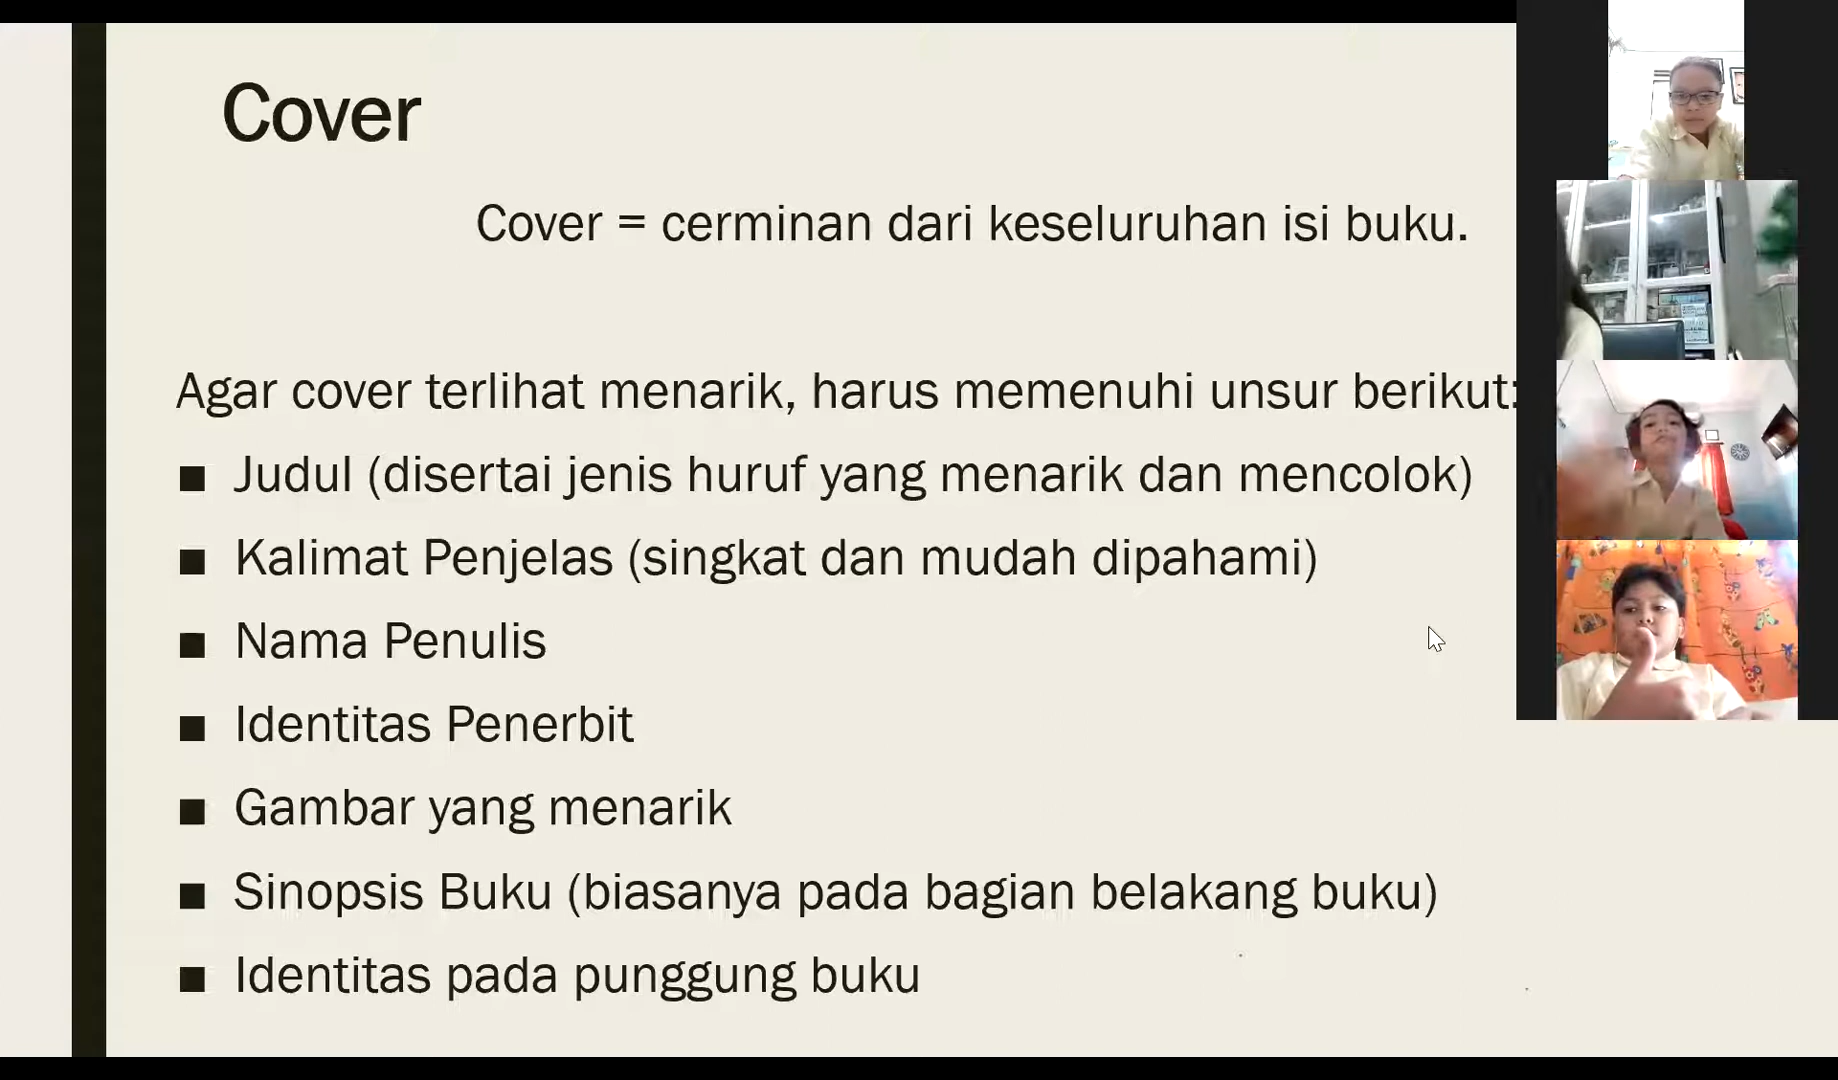 Cover
Cover = cerminan dari keseluruhan isi buku.
Agar cover terlihat menarik, harus memenuhi unsur berikut:
■ Judul (disertai jenis huruf yang menarik dan mencolok)
■ Kalimat Penjelas (singkat dan mudah dipahami)
■ Nama Penulis
■ Identitas Penerbit
■ Gambar yang menarik
■ Sinopsis Buku (biasanya pada bagian belakang buku)
■ Identitas pada punggung buku